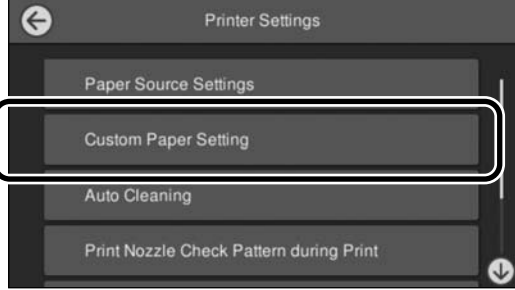 Printer Settings
Paper Source Settings
Custom Paper Setting
Auto Cleaning
Print Nozzle Check Pattern during Print